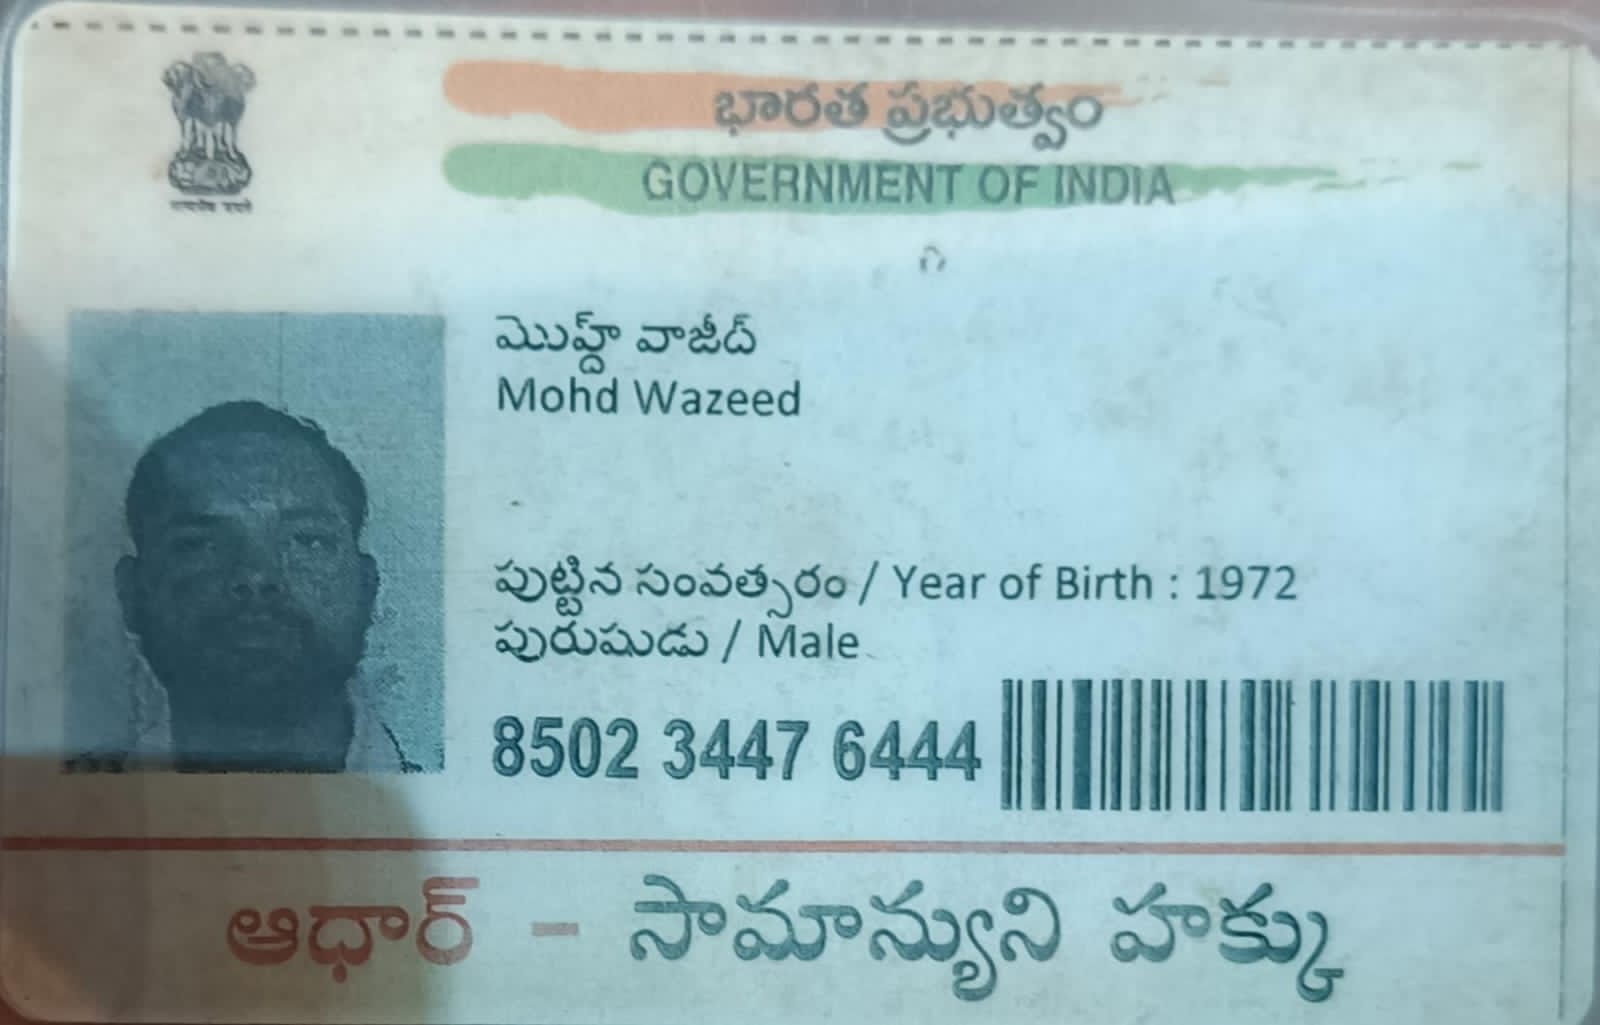 భారత ప్రభుత్వం
GOVERNMENT OF INDIA
మొహ్ద్ వాజీద్
Mohd Wazeed
పుట్టిన సంవత్సరం / Year of Birth : 1972
పురుషుడు / Male
8502 3447 6444
ఆధార్ - సామాన్యుని హక్కు